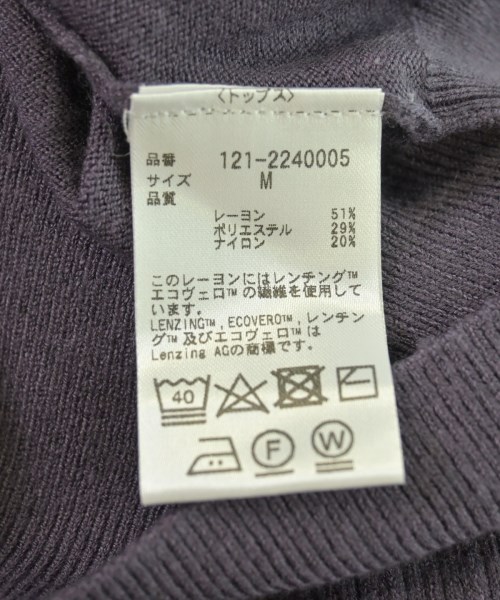 〈トップス〉
品番 121-2240005
サイズ M
品質
レーヨン 51%
ポリエステル 29%
ナイロン 20%
このレーヨンにはレンチング™
エコヴェロ™の繊維を使用して
います。
LENZING™,ECOVERO™,レンチン
グ™及びエコヴェロ™は
Lenzing AGの商標です。
40
F W